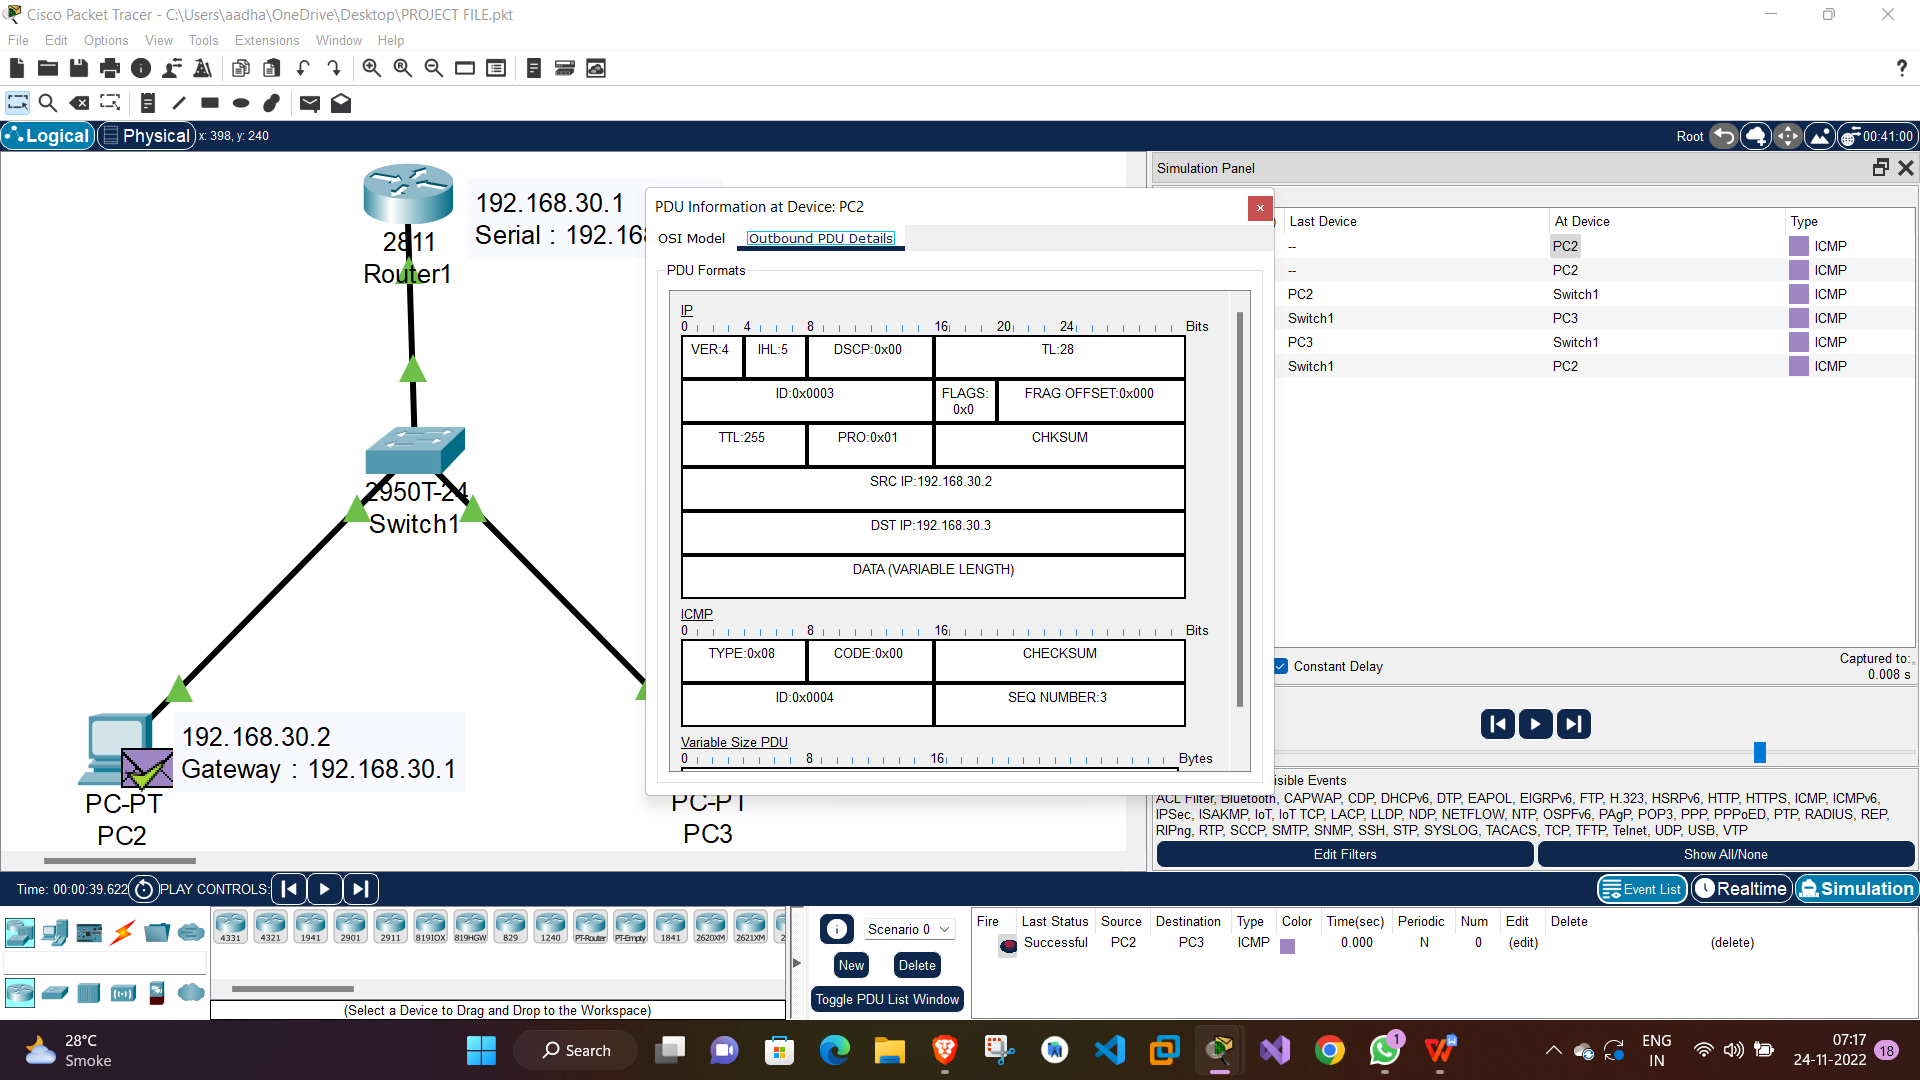 Cisco Packet Tracer - C:\Users\aadha\OneDrive\Desktop\PROJECT FILE.pkt
File Edit Options View Tools Extensions Window Help
?
Logical Physical x: 398, y: 240
Root 00:41:00
192.168.30.1
Serial : 192.16
2811
Router1
2950T-24
Switch1
192.168.30.2
Gateway : 192.168.30.1
PC-PT
PC2
PC-PT
PC3
PDU Information at Device: PC2
OSI Model Outbound PDU Details
PDU Formats
IP
0 4 8 16 20 24 Bits
VER:4 IHL:5 DSCP:0x00 TL:28
ID:0x0003 FLAGS: 0x0 FRAG OFFSET:0x000
TTL:255 PRO:0x01 CHKSUM
SRC IP:192.168.30.2
DST IP:192.168.30.3
DATA (VARIABLE LENGTH)
ICMP
0 8 16 Bits
TYPE:0x08 CODE:0x00 CHECKSUM
ID:0x0004 SEQ NUMBER:3
Variable Size PDU
0 8 16 Bytes
Simulation Panel
Last Device At Device Type
-- PC2 ICMP
-- PC2 ICMP
PC2 Switch1 ICMP
Switch1 PC3 ICMP
PC3 Switch1 ICMP
Switch1 PC2 ICMP
Constant Delay
Captured to:
0.008 s
isible Events
ACL Filter, Bluetooth, CAPWAP, CDP, DHCPv6, DTP, EAPOL, EIGRPv6, FTP, H.323, HSRPv6, HTTP, HTTPS, ICMP, ICMPv6,
IPSec, ISAKMP, IoT, IoT TCP, LACP, LLDP, NDP, NETFLOW, NTP, OSPFv6, PAgP, POP3, PPP, PPPoED, PTP, RADIUS, REP,
RIPng, RTP, SCCP, SMTP, SNMP, SSH, STP, SYSLOG, TACACS, TCP, TFTP, Telnet, UDP, USB, VTP
Edit Filters Show All/None
Time: 00:00:39.622 PLAY CONTROLS:
Event List Realtime Simulation
4331 4321 1941 2901 2911 819IOX 819HGW 829 1240 PT-Router PT-Empty 1841 2620XM 2621XM 2
(Select a Device to Drag and Drop to the Workspace)
Scenario 0
New Delete
Toggle PDU List Window
Fire Last Status Source Destination Type Color Time(sec) Periodic Num Edit Delete
Successful PC2 PC3 ICMP 0.000 N 0 (edit) (delete)
28°C
Smoke
Search
1
ENG
IN
07:17
24-11-2022
18